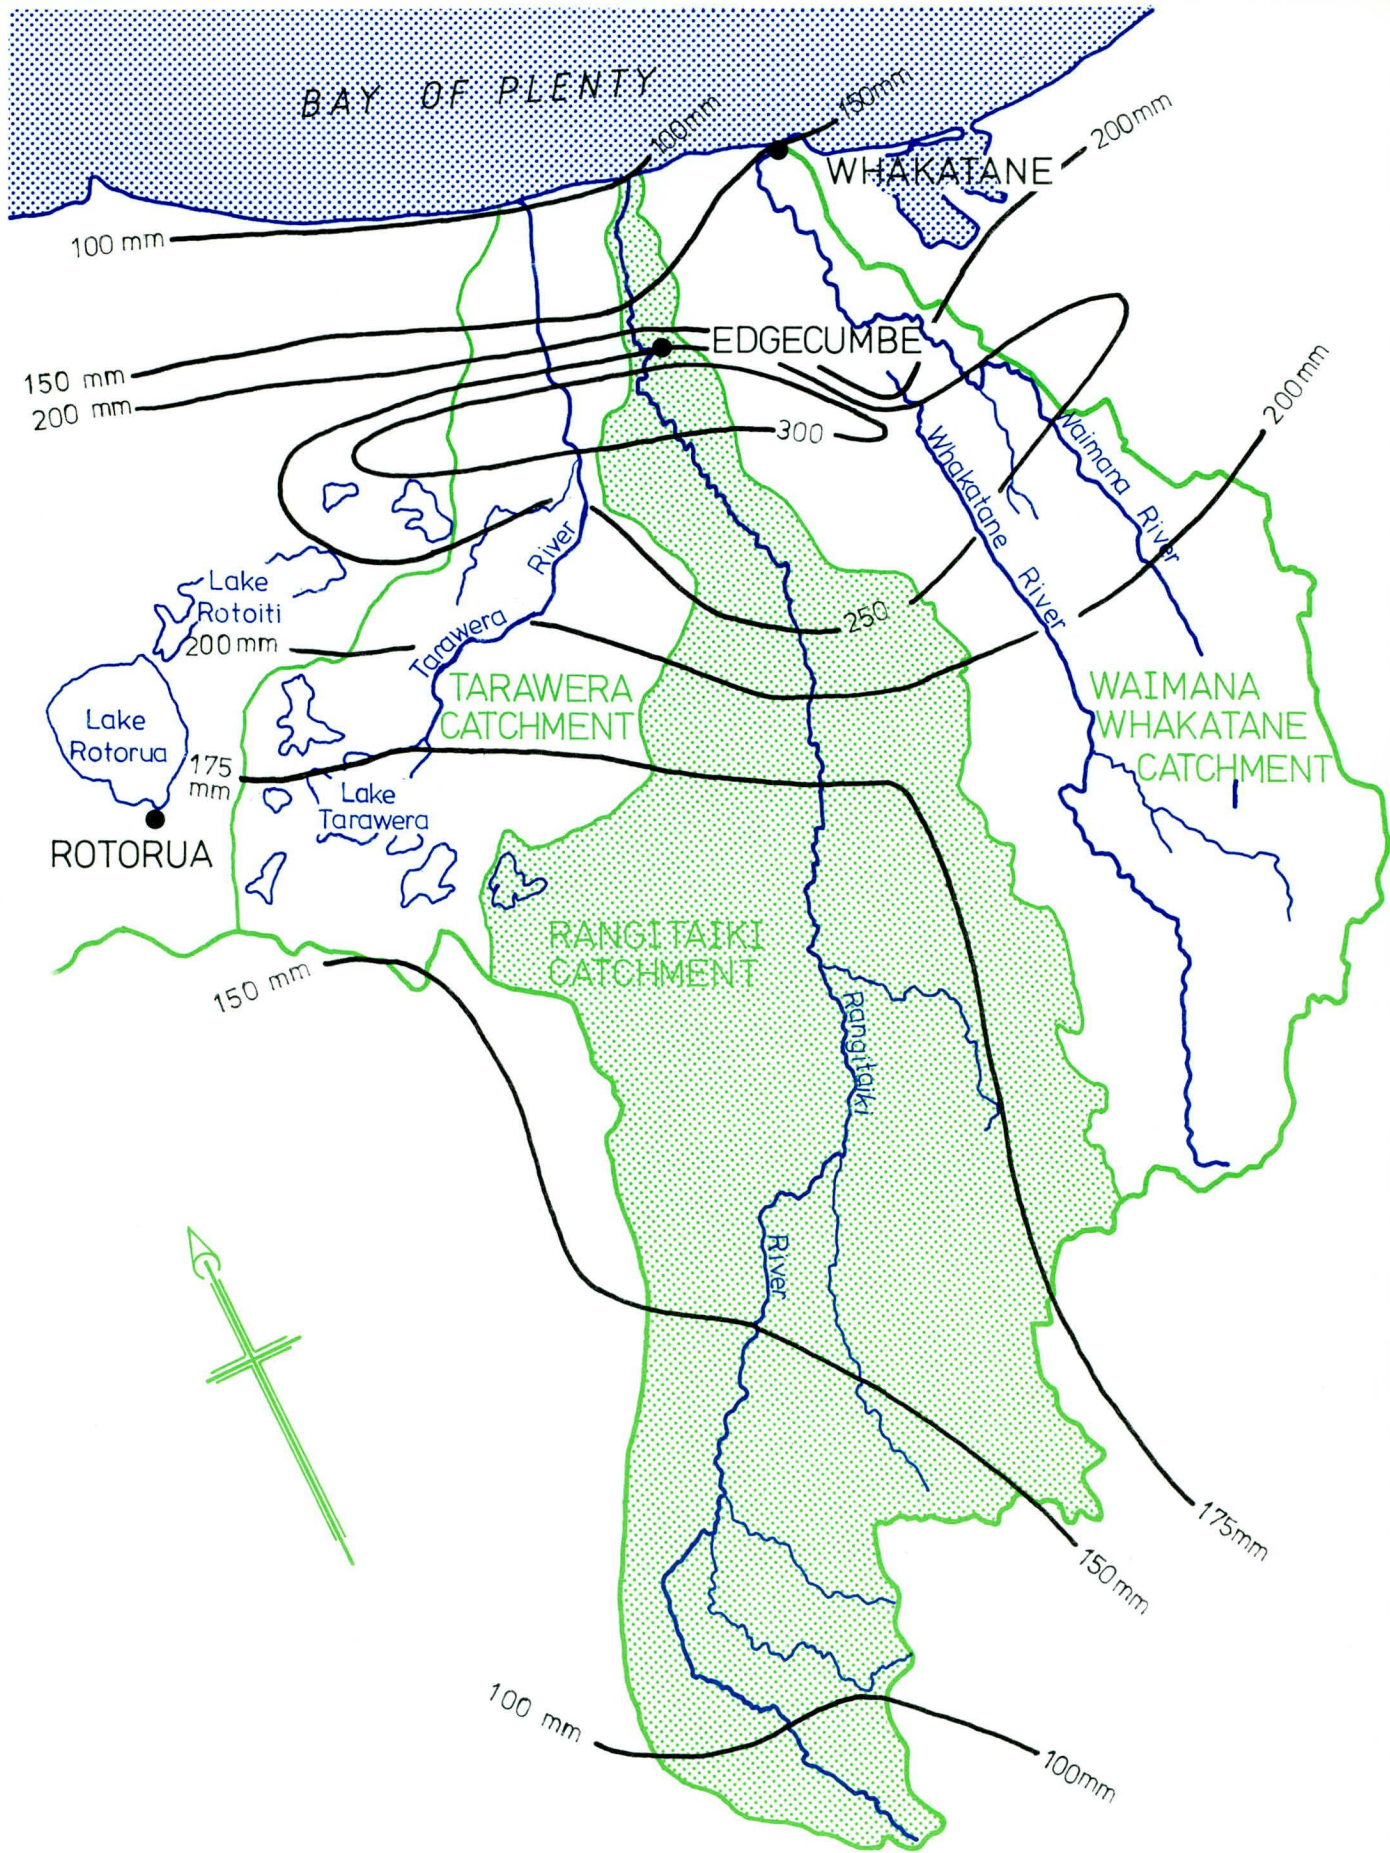 BAY OF PLENTY
100mm
150mm
200mm
WHAKATANE
100 mm
EDGECUMBE
150 mm
200 mm
200mm
300
Waimana
River
Whakatane
River
River
Tarawera
Lake
Rotoiti
200mm
250
TARAWERA
CATCHMENT
WAIMANA
WHAKATANE
CATCHMENT
Lake
Rotorua
175
mm
Lake
Tarawera
ROTORUA
RANGITAIKI
CATCHMENT
150 mm
Rangitaiki
River
175mm
150mm
100 mm
100mm